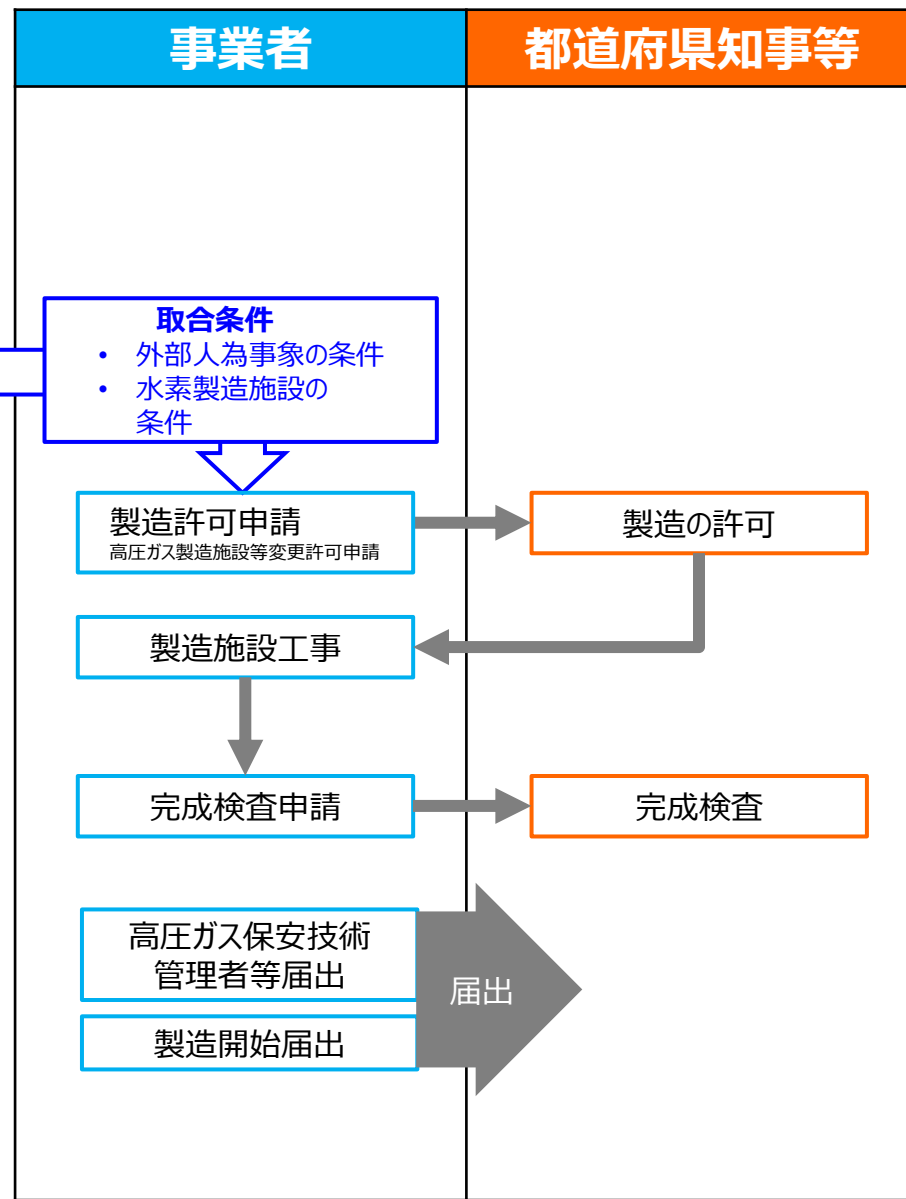 事業者
都道府県知事等
取合条件
• 外部人為事象の条件
• 水素製造施設の
条件
製造許可申請
高圧ガス製造施設等変更許可申請
製造の許可
製造施設工事
完成検査申請
完成検査
高圧ガス保安技術
管理者等届出
届出
製造開始届出